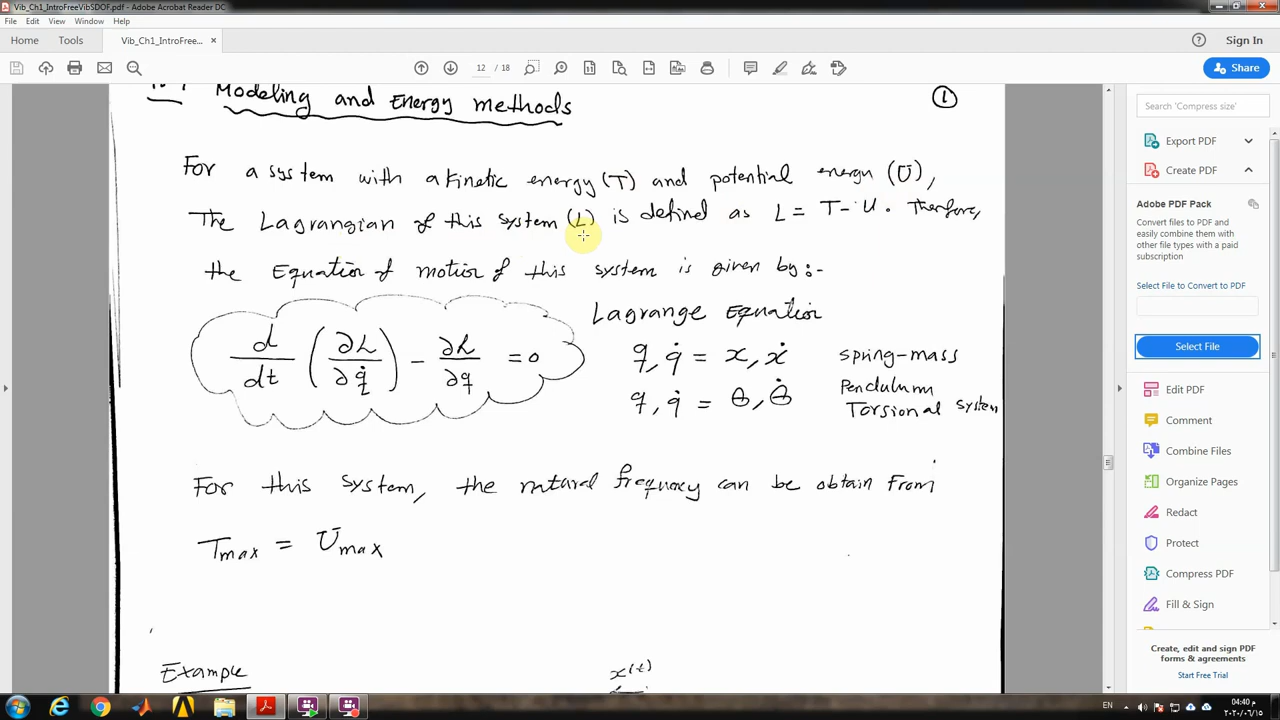 Vib_Ch1_IntroFreeVibSDOF.pdf - Adobe Acrobat Reader DC
File Edit View Window Help
Home Tools Vib_Ch1_IntroFree... × Sign In
12 / 18 Share
Modeling and Energy methods
1
For a system with a kinetic energy (T) and potential energy (U),
The Lagrangian of this system (L) is defined as L = T - U. Therefore,
the Equation of motion of this system is given by:-
Lagrange Equation
d/dt (∂L/∂q̇) - ∂L/∂q = 0
q, q̇ = x, ẋ spring-mass
q, q̇ = θ, θ̇ Pendulum
Torsional system
For this system, the natural frequency can be obtain From
Tmax = Umax
Example
x(t)
Search 'Compress size'
Export PDF
Create PDF
Adobe PDF Pack
Convert files to PDF and
easily combine them with
other file types with a paid
subscription.
Select File to Convert to PDF
Select File
Edit PDF
Comment
Combine Files
Organize Pages
Redact
Protect
Compress PDF
Fill & Sign
Create, edit and sign PDF
forms & agreements
Start Free Trial
EN
04:40 م
٢٠٢٠/٠٦/١٥